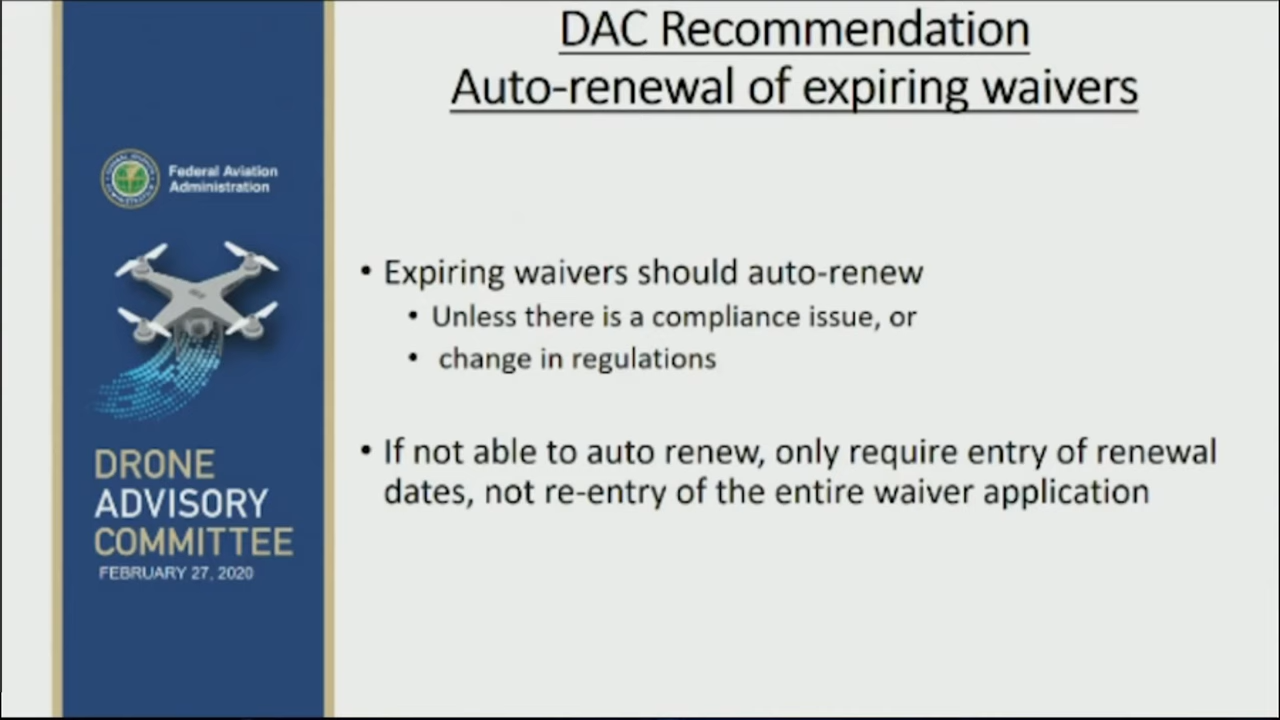 DAC Recommendation
Auto-renewal of expiring waivers
Federal Aviation
Administration
• Expiring waivers should auto-renew
• Unless there is a compliance issue, or
• change in regulations
• If not able to auto renew, only require entry of renewal
dates, not re-entry of the entire waiver application
DRONE
ADVISORY
COMMITTEE
FEBRUARY 27, 2020